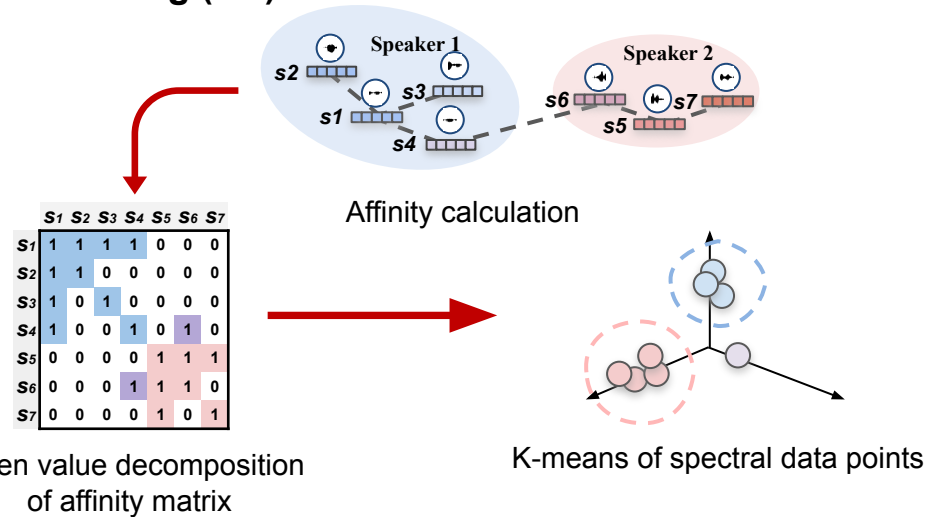 Speaker 1
Speaker 2
s2
s3
s1
s4
s6
s7
s5
Affinity calculation
S1 S2 S3 S4 S5 S6 S7
S1 1 1 1 1 0 0 0
S2 1 1 0 0 0 0 0
S3 1 0 1 0 0 0 0
S4 1 0 0 1 0 1 0
S5 0 0 0 0 1 1 1
S6 0 0 0 1 1 1 0
S7 0 0 0 0 1 0 1
en value decomposition
of affinity matrix
K-means of spectral data points